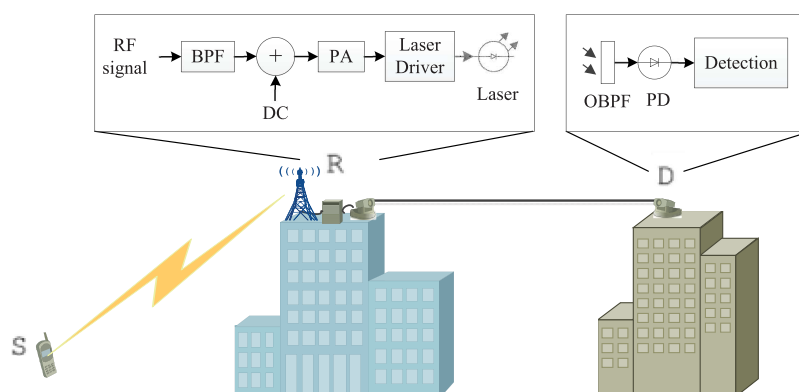 RF
signal
BPF
+
DC
PA
Laser
Driver
Laser
OBPF
PD
Detection
R
D
S